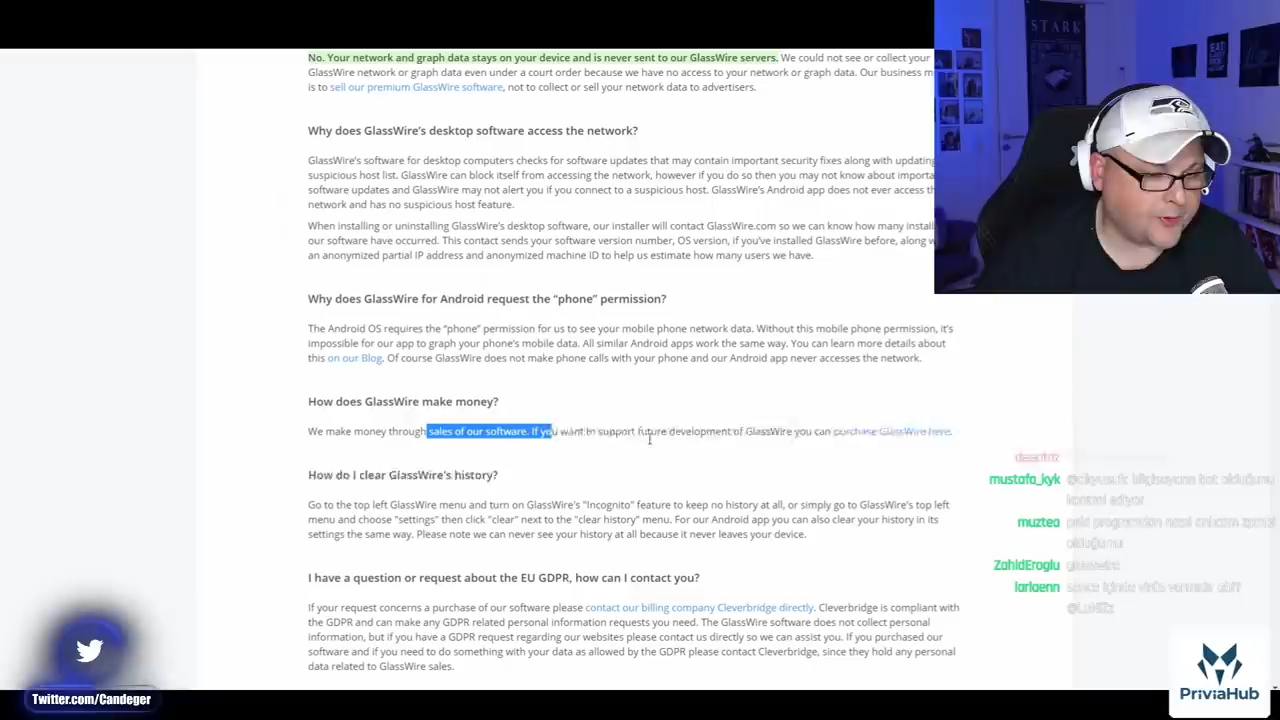 No. Your network and graph data stays on your device and is never sent to our GlassWire servers. We could not see or collect your
GlassWire network or graph data even under a court order because we have no access to your network or graph data. Our business m
is to sell our premium GlassWire software, not to collect or sell your network data to advertisers.
Why does GlassWire's desktop software access the network?
GlassWire's software for desktop computers checks for software updates that may contain important security fixes along with updating
suspicious host list. GlassWire can block itself from accessing the network, however if you do so then you may not know about importa
software updates and GlassWire may not alert you if you connect to a suspicious host. GlassWire's Android app does not ever access th
network and has no suspicious host feature.
When installing or uninstalling GlassWire's desktop software, our installer will contact GlassWire.com so we can know how many install
our software have occurred. This contact sends your software version number, OS version, if you've installed GlassWire before, along w
an anonymized partial IP address and anonymized machine ID to help us estimate how many users we have.
Why does GlassWire for Android request the "phone" permission?
The Android OS requires the "phone" permission for us to see your mobile phone network data. Without this mobile phone permission, it's
impossible for our app to graph your phone's mobile data. All similar Android apps work the same way. You can learn more details about
this on our Blog. Of course GlassWire does not make phone calls with your phone and our Android app never accesses the network.
How does GlassWire make money?
We make money through sales of our software. If you want to support future development of GlassWire you can purchase GlassWire here.
How do I clear GlassWire's history?
Go to the top left GlassWire menu and turn on GlassWire's "Incognito" feature to keep no history at all, or simply go to GlassWire's top left
menu and choose "settings" then click "clear" next to the "clear history" menu. For our Android app you can also clear your history in its
settings the same way. Please note we can never see your history at all because it never leaves your device.
I have a question or request about the EU GDPR, how can I contact you?
If your request concerns a purchase of our software please contact our billing company Cleverbridge directly. Cleverbridge is compliant with
the GDPR and can make any GDPR related personal information requests you need. The GlassWire software does not collect personal
information, but if you have a GDPR request regarding our websites please contact us directly so we can assist you. If you purchased our
software and if you need to do something with your data as allowed by the GDPR please contact Cleverbridge, since they hold any personal
data related to GlassWire sales.
STARK
mustafa_kyk bilgisayara bot olduğunu
kontrol ediyor
muztea
olduğunu
ZahidEroglu glasswire
larlaenn sence içinde virüs varmıdır abi?
Twitter.com/Candeger
PRiViAHUB